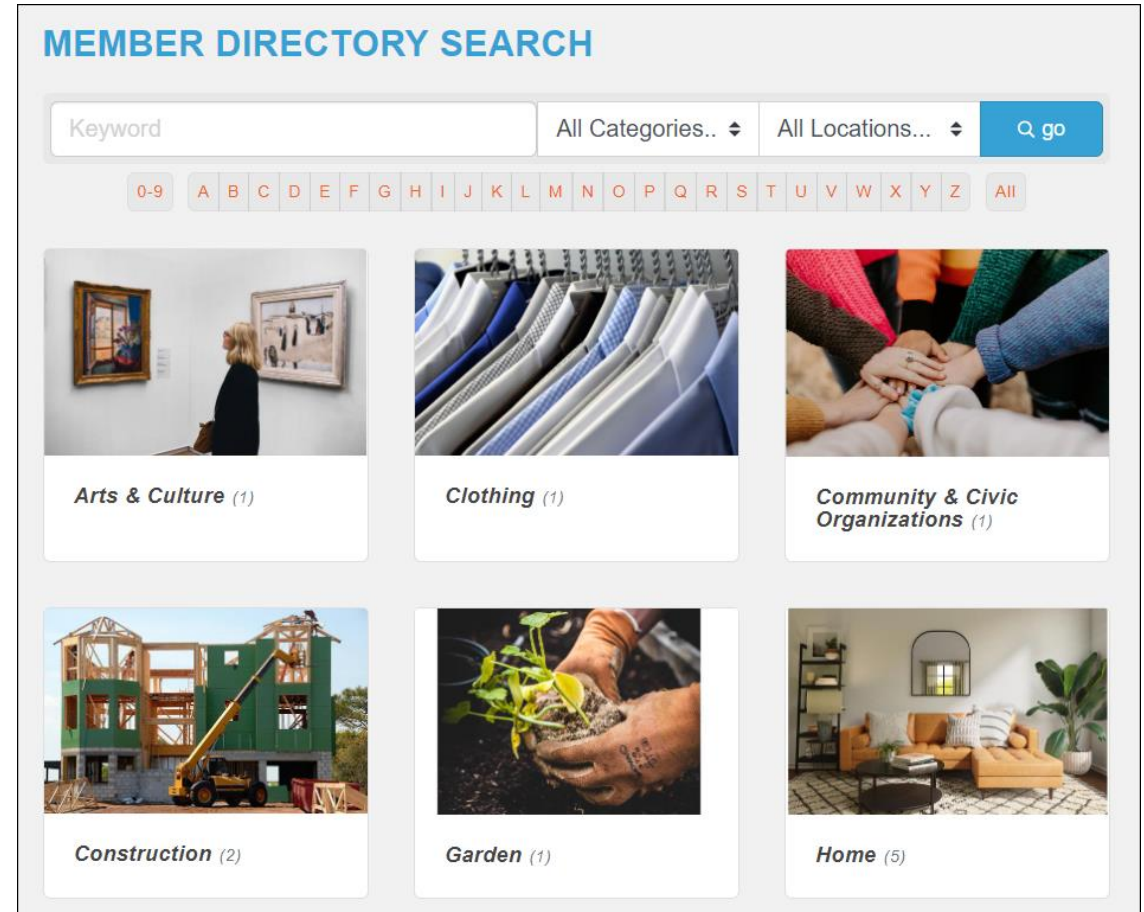 MEMBER DIRECTORY SEARCH
Keyword
All Categories..
All Locations...
go
0-9 A B C D E F G H I J K L M N O P Q R S T U V W X Y Z All
Arts & Culture (1)
Clothing (1)
Community & Civic
Organizations (1)
Construction (2)
Garden (1)
Home (5)